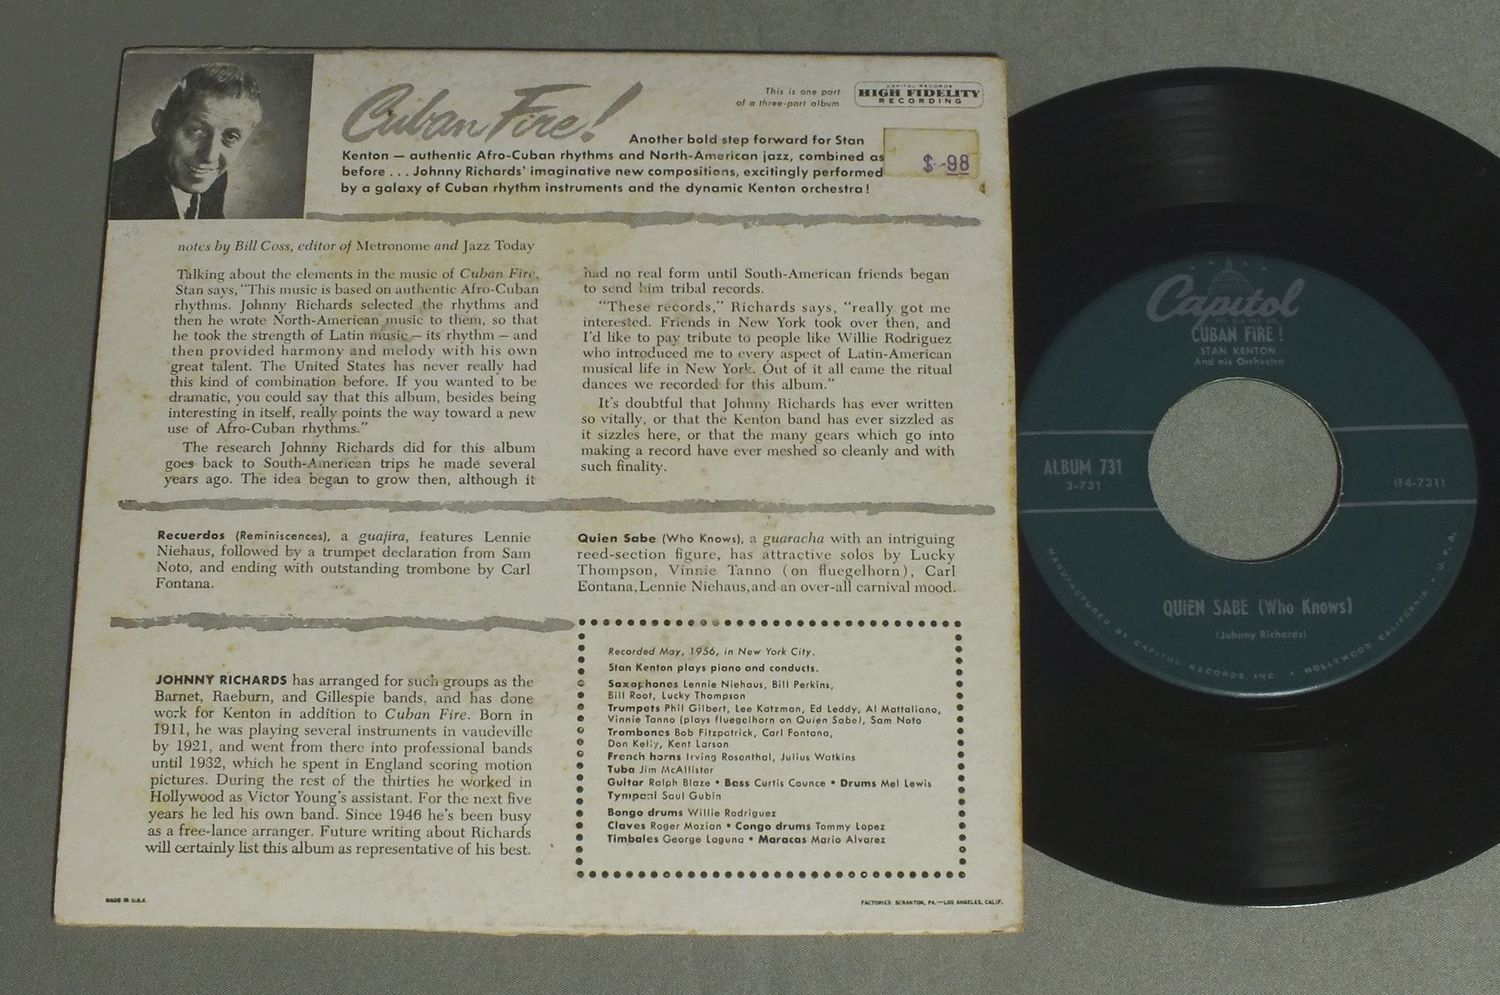 Cuban Fire!
This is one part
of a three-part album
CAPITOL RECORDS
HIGH FIDELITY
RECORDING
$-98
Another bold step forward for Stan
Kenton — authentic Afro-Cuban rhythms and North-American jazz, combined as
before . . . Johnny Richards' imaginative new compositions, excitingly performed
by a galaxy of Cuban rhythm instruments and the dynamic Kenton orchestra!
notes by Bill Coss, editor of Metronome and Jazz Today
Talking about the elements in the music of Cuban Fire,
Stan says, "This music is based on authentic Afro-Cuban
rhythms. Johnny Richards selected the rhythms and
then he wrote North-American music to them, so that
he took the strength of Latin music — its rhythm — and
then provided harmony and melody with his own
great talent. The United States has never really had
this kind of combination before. If you wanted to be
dramatic, you could say that this album, besides being
interesting in itself, really points the way toward a new
use of Afro-Cuban rhythms."
The research Johnny Richards did for this album
goes back to South-American trips he made several
years ago. The idea began to grow then, although it
had no real form until South-American friends began
to send him tribal records.
"These records," Richards says, "really got me
interested. Friends in New York took over then, and
I'd like to pay tribute to people like Willie Rodriguez
who introduced me to every aspect of Latin-American
musical life in New York. Out of it all came the ritual
dances we recorded for this album."
It's doubtful that Johnny Richards has ever written
so vitally, or that the Kenton band has ever sizzled as
it sizzles here, or that the many gears which go into
making a record have ever meshed so cleanly and with
such finality.
Recuerdos (Reminiscences), a guajira, features Lennie
Niehaus, followed by a trumpet declaration from Sam
Noto, and ending with outstanding trombone by Carl
Fontana.
Quien Sabe (Who Knows), a guaracha with an intriguing
reed-section figure, has attractive solos by Lucky
Thompson, Vinnie Tanno (on fluegelhorn), Carl
Fontana, Lennie Niehaus, and an over-all carnival mood.
JOHNNY RICHARDS has arranged for such groups as the
Barnet, Raeburn, and Gillespie bands, and has done
work for Kenton in addition to Cuban Fire. Born in
1911, he was playing several instruments in vaudeville
by 1921, and went from there into professional bands
until 1932, which he spent in England scoring motion
pictures. During the rest of the thirties he worked in
Hollywood as Victor Young's assistant. For the next five
years he led his own band. Since 1946 he's been busy
as a free-lance arranger. Future writing about Richards
will certainly list this album as representative of his best.
Recorded May, 1956, in New York City.
Stan Kenton plays piano and conducts.
Saxophones Lennie Niehaus, Bill Perkins,
Bill Root, Lucky Thompson
Trumpets Phil Gilbert, Lee Katzman, Ed Leddy, Al Mattaliano,
Vinnie Tanno (plays fluegelhorn on Quien Sabe), Sam Noto
Trombones Bob Fitzpatrick, Carl Fontana,
Don Kelly, Kent Larson
French horns Irving Rosenthal, Julius Watkins
Tuba Jim McAllister
Guitar Ralph Blaze • Bass Curtis Counce • Drums Mel Lewis
Tympani Saul Gubin
Bongo drums Willie Rodriguez
Claves Roger Mozian • Congo drums Tommy Lopez
Timbales George Laguna • Maracas Mario Alvarez
MADE IN U.S.A.
FACTORIES: SCRANTON, PA.—LOS ANGELES, CALIF.
Capitol
CUBAN FIRE!
STAN KENTON
And his Orchestra
ALBUM 731
3-731
F4-7311
QUIEN SABE (Who Knows)
(Johnny Richards)
MANUFACTURED BY CAPITOL RECORDS, INC. • HOLLYWOOD, CALIFORNIA • U.S.A.